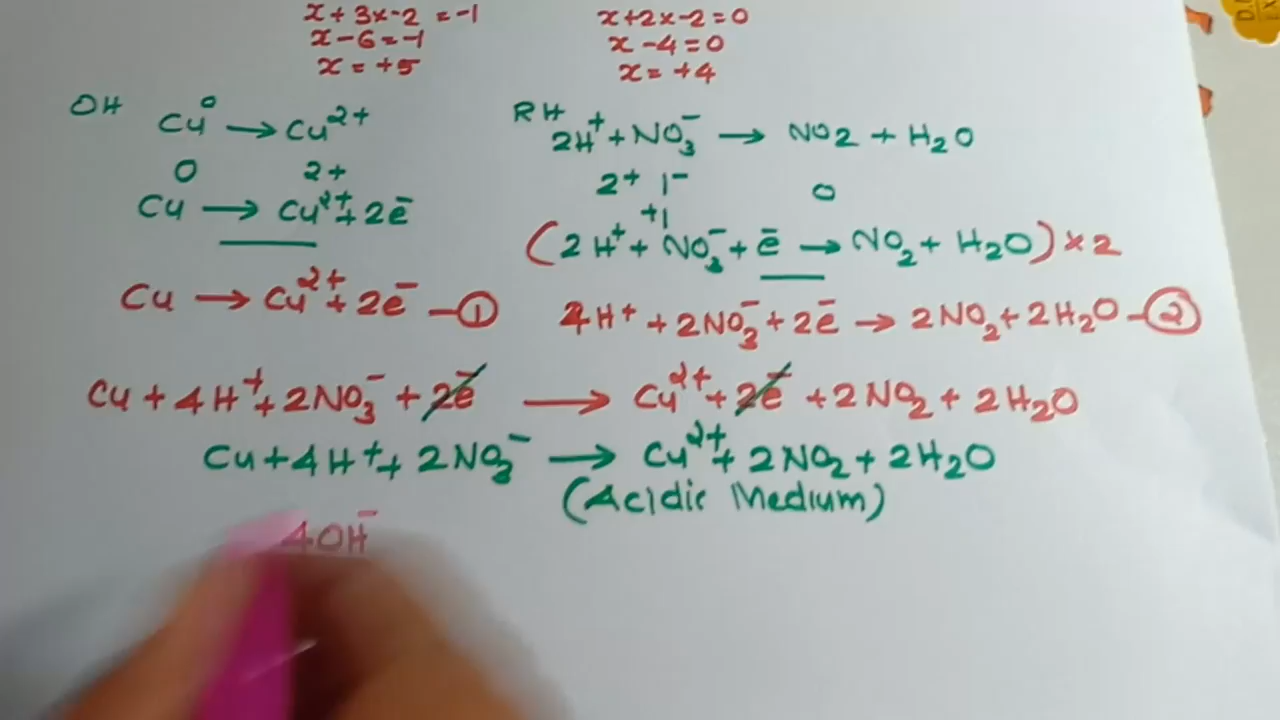 x+3x-2 = -1
x+2x-2=0
x-6=-1
x-4=0
x = +5
x = +4
OH Cu⁰ → Cu²⁺
RH 2H⁺ + NO₃⁻ → NO2 + H₂O
0 2+
2+ 1- 0
+1
Cu → Cu²⁺ + 2e⁻
(2H⁺ + NO₃⁻ + e⁻ → NO₂ + H₂O) × 2
Cu → Cu²⁺ + 2e⁻ – ①
4H⁺ + 2NO₃⁻ + 2e⁻ → 2NO₂ + 2H₂O – ②
Cu + 4H⁺ + 2NO₃⁻ + 2e⁻ → Cu²⁺ + 2e⁻ + 2NO₂ + 2H₂O
Cu + 4H⁺ + 2NO₃⁻ → Cu²⁺ + 2NO₂ + 2H₂O
(Acidic Medium)
4OH⁻